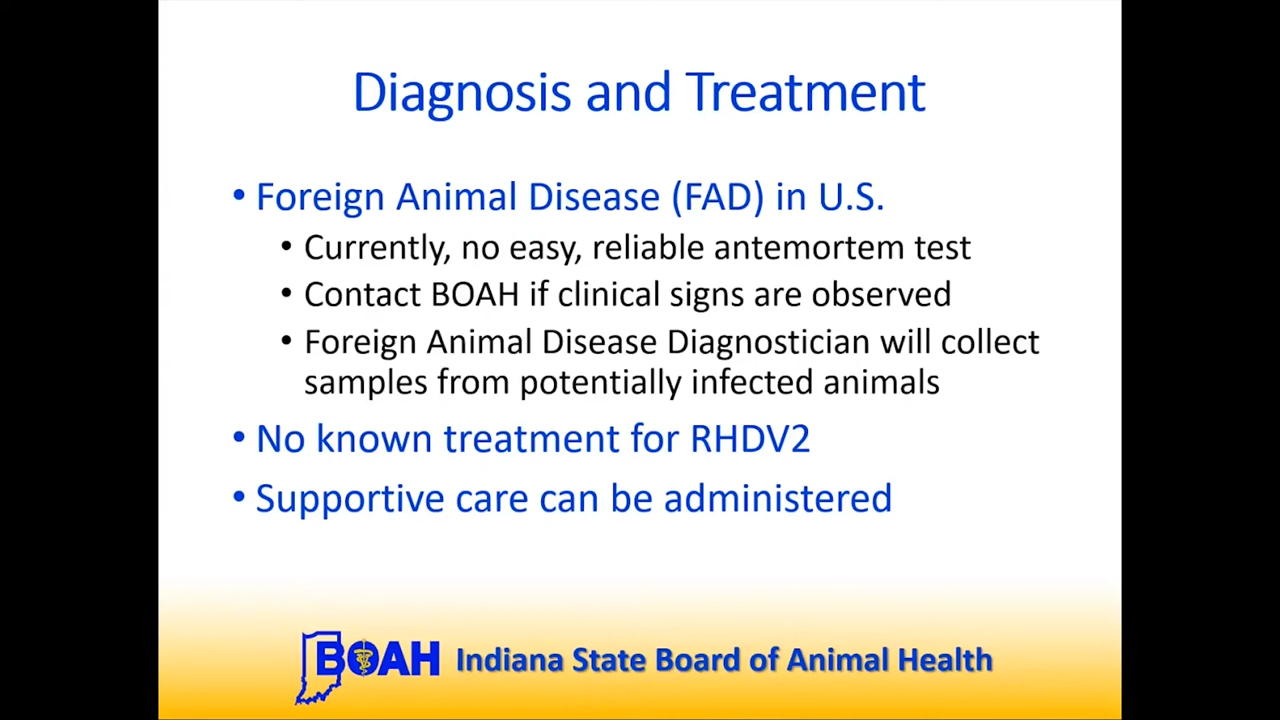 Diagnosis and Treatment
• Foreign Animal Disease (FAD) in U.S.
• Currently, no easy, reliable antemortem test
• Contact BOAH if clinical signs are observed
• Foreign Animal Disease Diagnostician will collect
samples from potentially infected animals
• No known treatment for RHDV2
• Supportive care can be administered
BOAH Indiana State Board of Animal Health